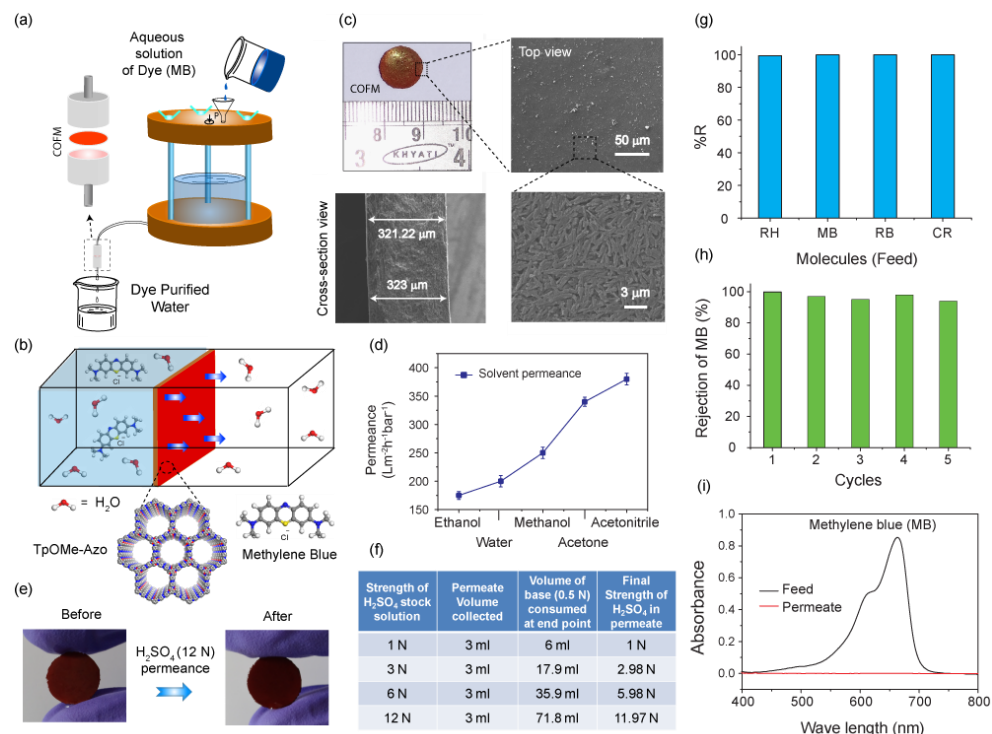 (a)
Aqueous
solution
of Dye (MB)
P
COFM
Dye Purified
Water
(b)
Cl
Cl
= H₂O
TpOMe-Azo
Cl
Methylene Blue
(c)
COFM
8 9 10
3 KHYATI 4
Top view
50 µm
Cross-section view
321.22 µm
323 µm
3 µm
(d)
Solvent permeance
Permeance
(Lm⁻²h⁻¹bar⁻¹)
400
350
300
250
200
150
Ethanol
Water
Methanol
Acetone
Acetonitrile
(e)
Before
After
H₂SO₄ (12 N)
permeance
(f)
Strength of
H₂SO₄ stock
solution
Permeate
Volume
collected
Volume of
base (0.5 N)
consumed
at end point
Final
Strength of
H₂SO₄ in
permeate
1 N 3 ml 6 ml 1 N
3 N 3 ml 17.9 ml 2.98 N
6 N 3 ml 35.9 ml 5.98 N
12 N 3 ml 71.8 ml 11.97 N
(g)
%R
100
80
60
40
20
0
RH MB RB CR
Molecules (Feed)
(h)
Rejection of MB (%)
100
80
60
40
20
0
1 2 3 4 5
Cycles
(i)
Methylene blue (MB)
Feed
Permeate
Absorbance
1.0
0.8
0.6
0.4
0.2
0.0
400 500 600 700 800
Wave length (nm)